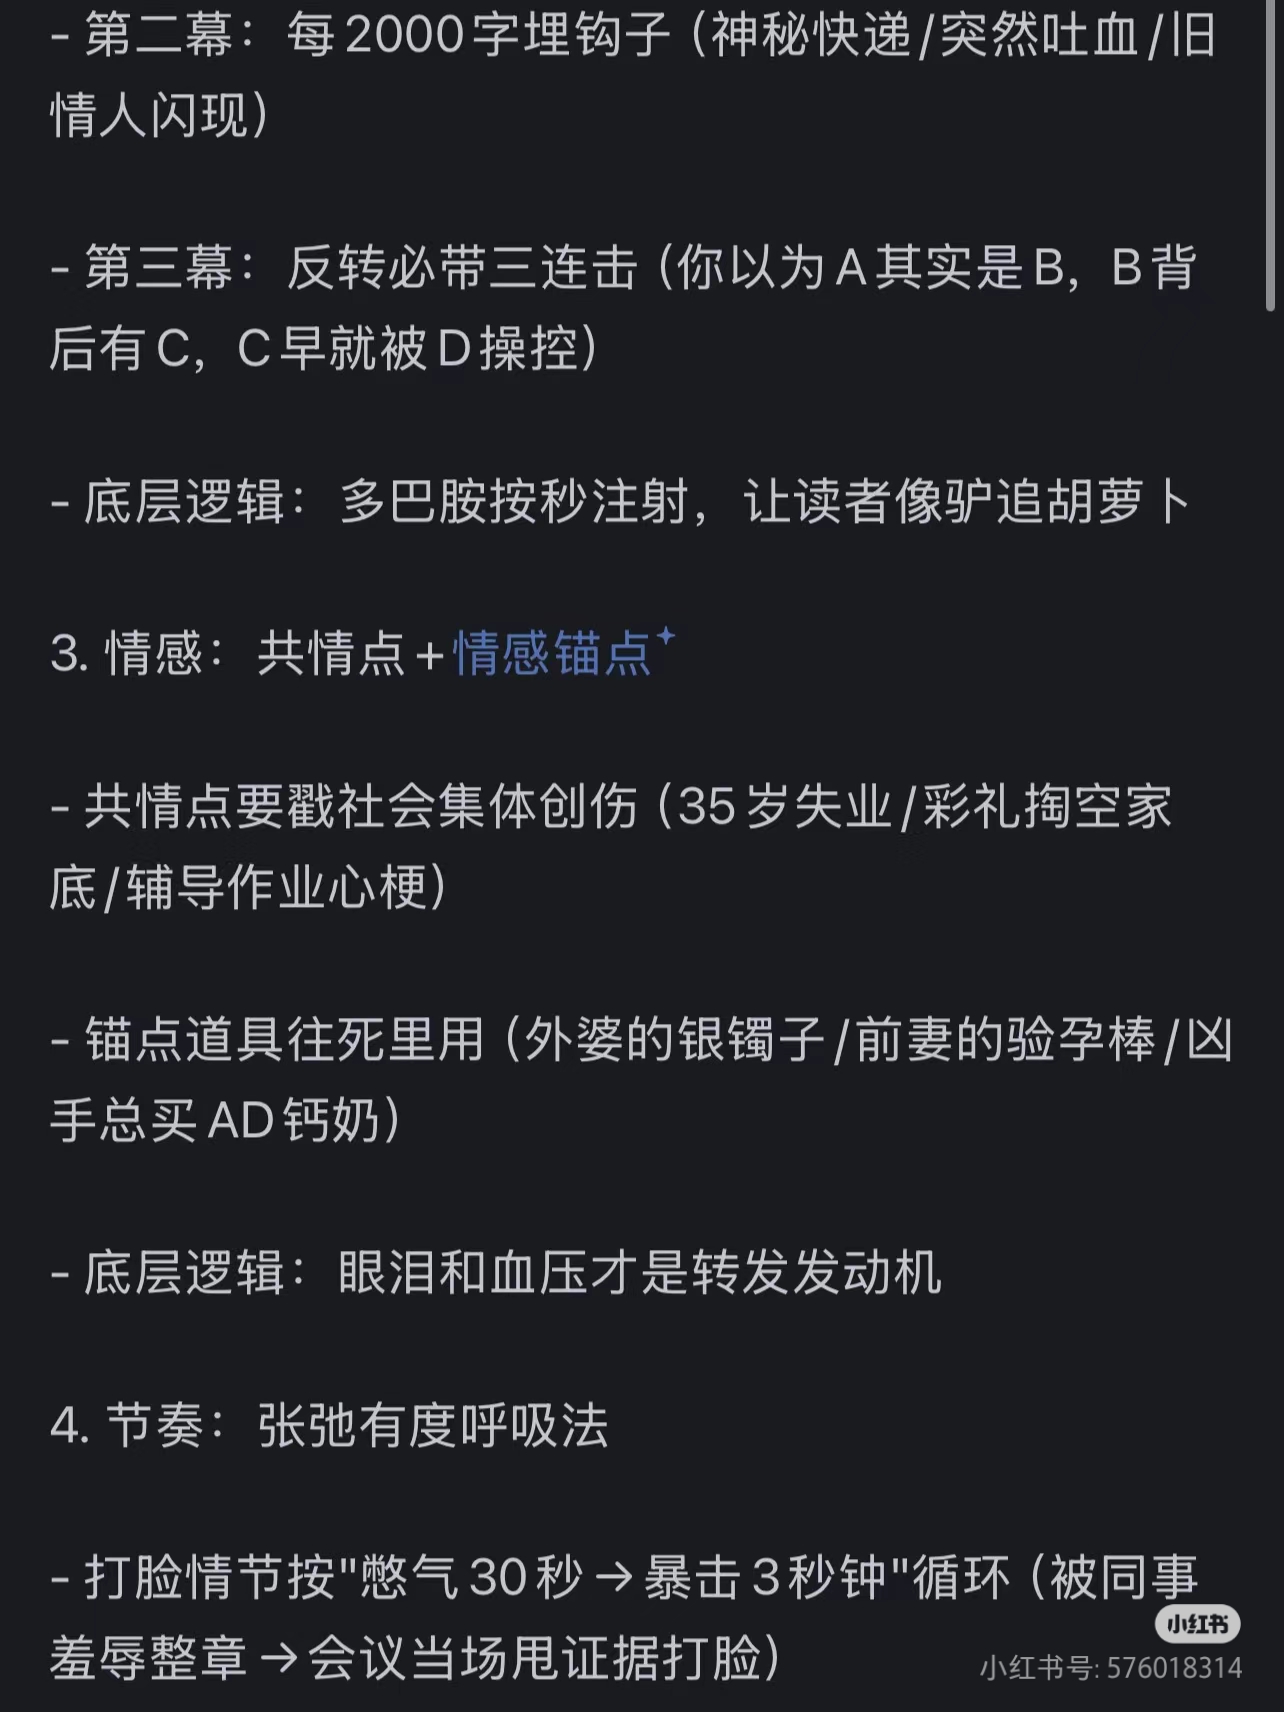 - 第二幕：每2000字埋钩子（神秘快递/突然吐血/旧
情人闪现）
- 第三幕：反转必带三连击（你以为A其实是B，B背
后有C，C早就被D操控）
- 底层逻辑：多巴胺按秒注射，让读者像驴追胡萝卜
3. 情感：共情点+情感锚点
- 共情点要戳社会集体创伤（35岁失业/彩礼掏空家
底/辅导作业心梗）
- 锚点道具往死里用（外婆的银镯子/前妻的验孕棒/凶
手总买AD钙奶）
- 底层逻辑：眼泪和血压才是转发发动机
4. 节奏：张弛有度呼吸法
- 打脸情节按"憋气30秒→暴击3秒钟"循环（被同事
羞辱整章→会议当场甩证据打脸）
小红书
小红书号: 576018314